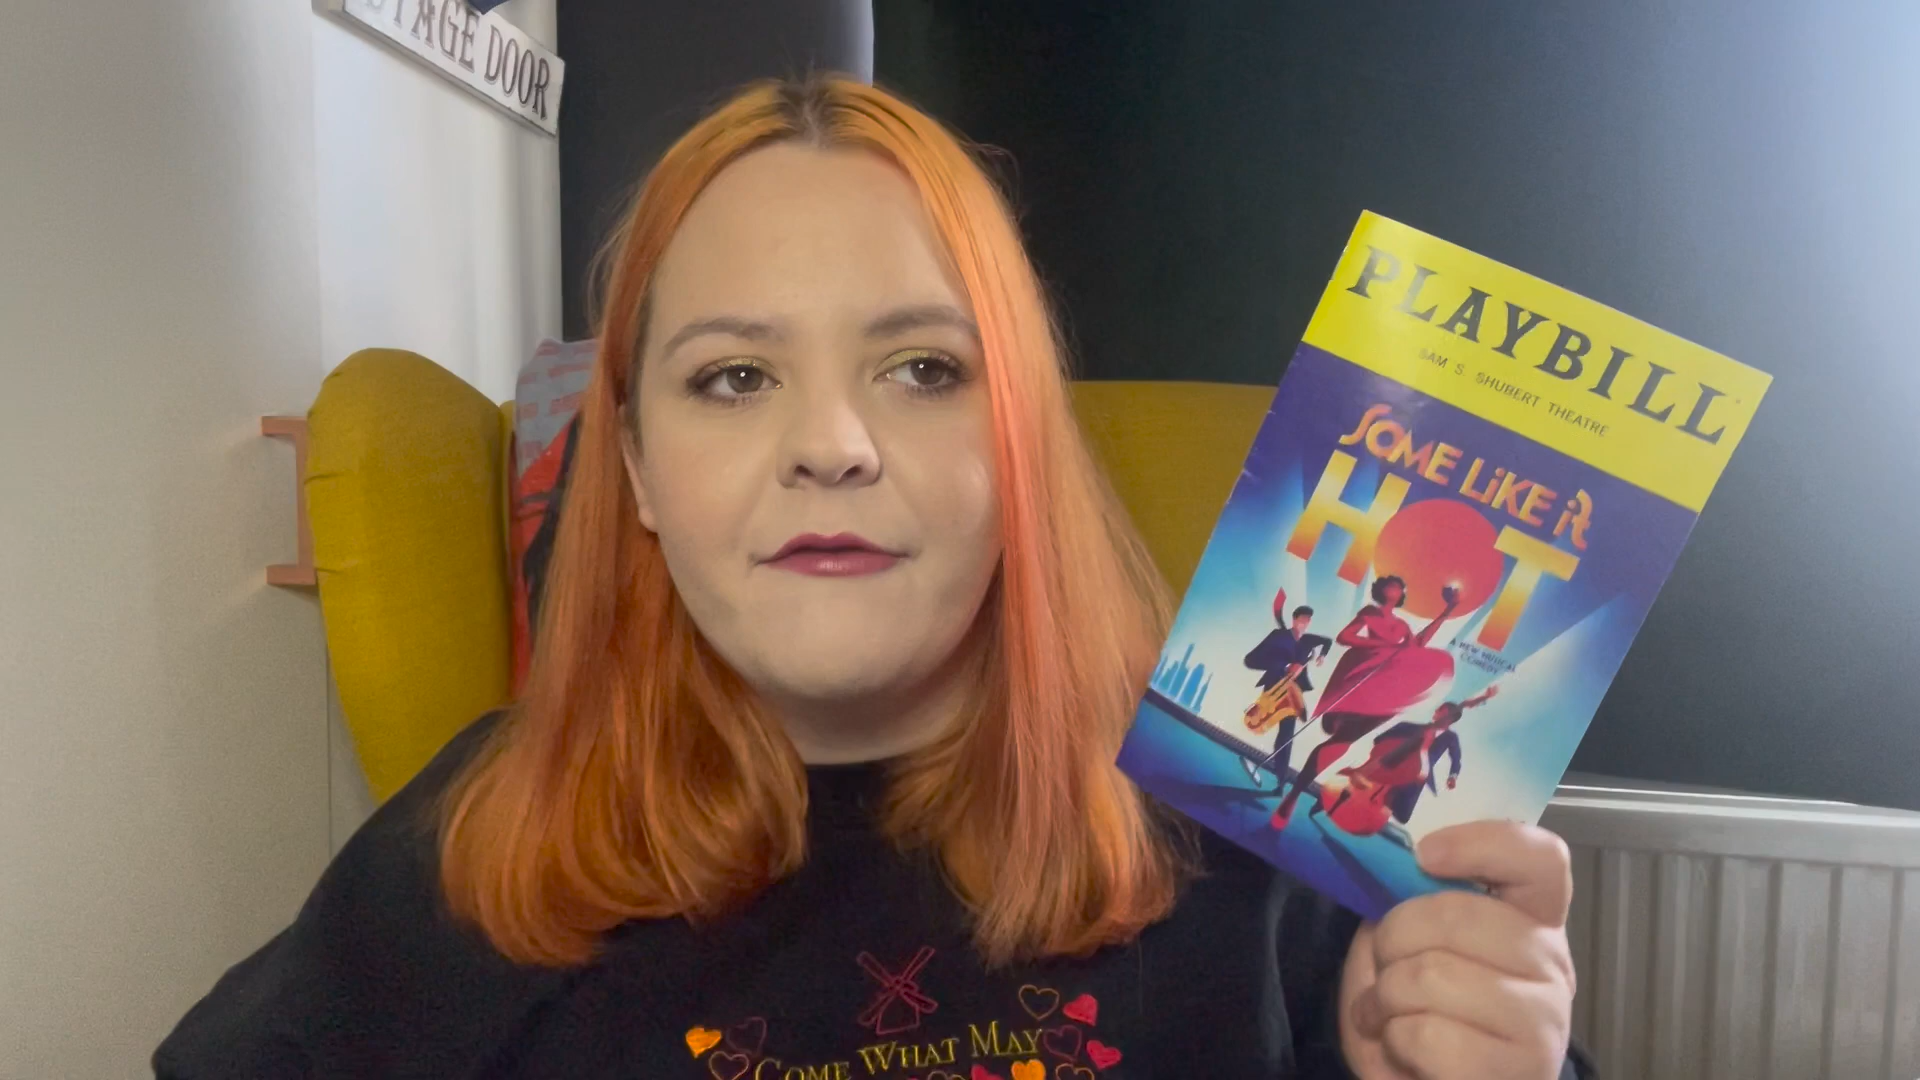 STAGE DOOR
PLAYBILL
SAM S. SHUBERT THEATRE
SOME LiKE iT
HOT
A NEW MUSICAL
COMEDY
COME WHAT MAY